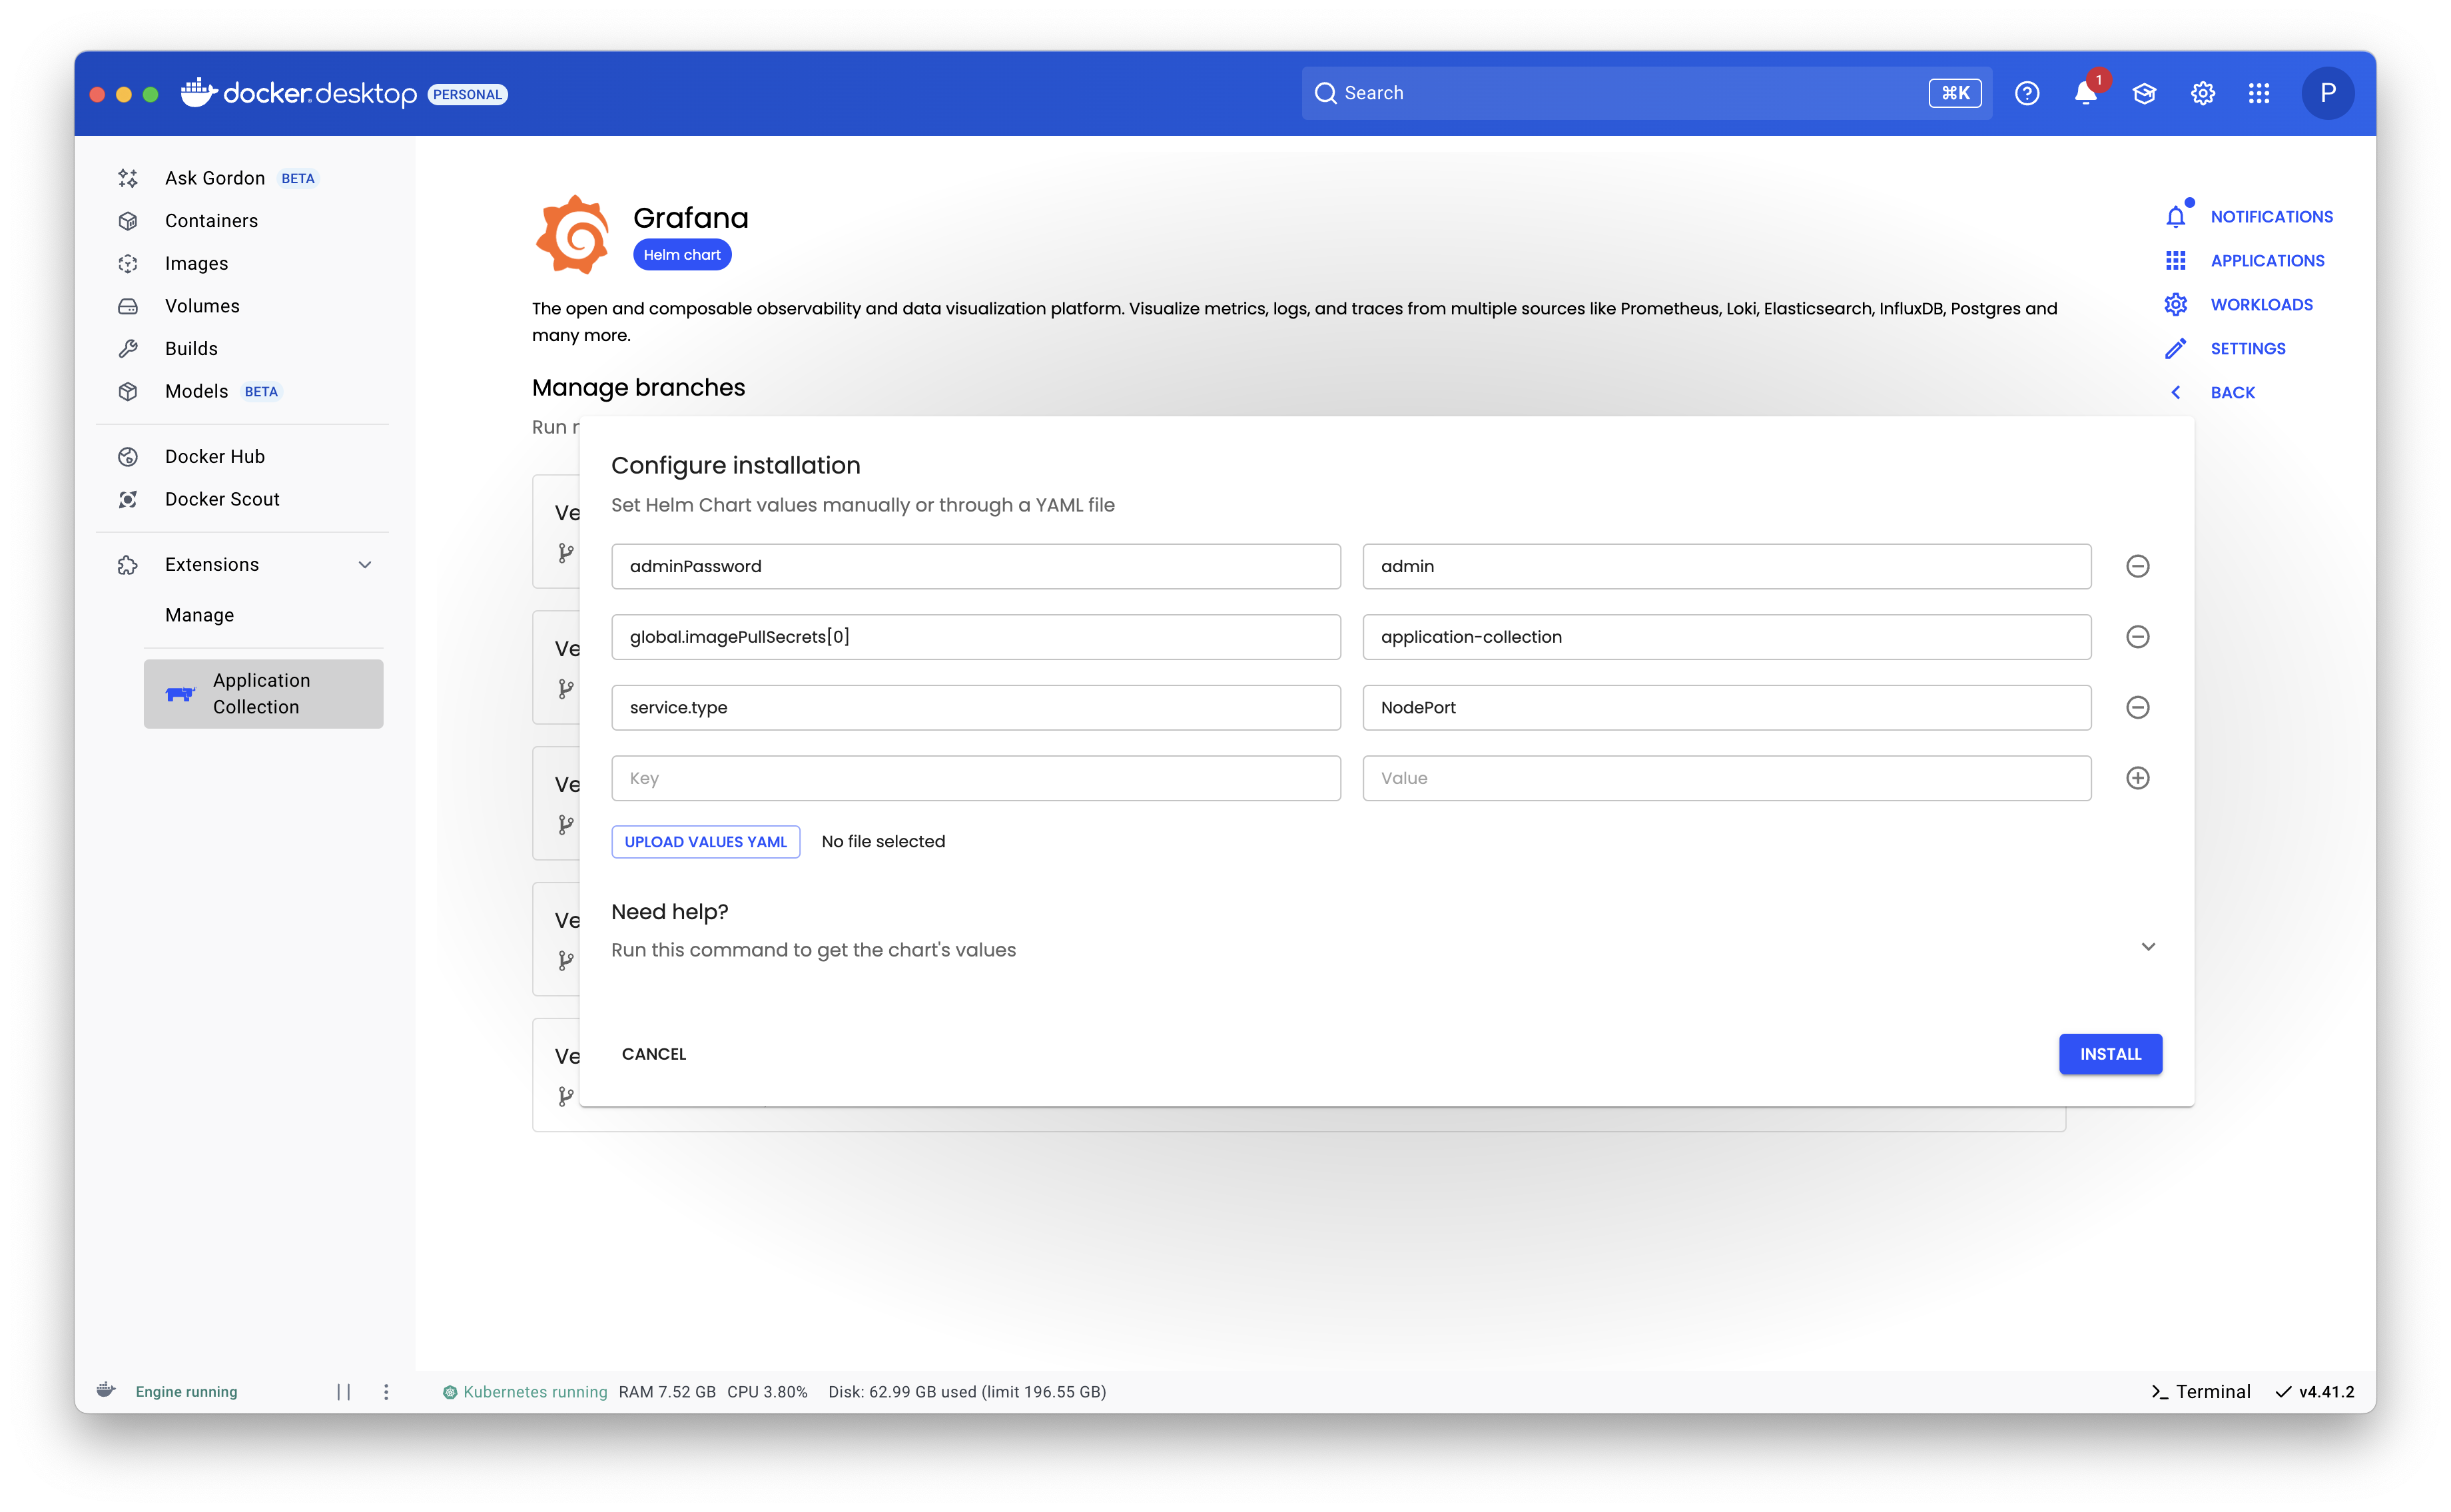 docker desktop PERSONAL
Search
⌘K
1
P
Ask Gordon BETA
Containers
Images
Volumes
Builds
Models BETA
Docker Hub
Docker Scout
Extensions
Manage
Application
Collection
Grafana
Helm chart
The open and composable observability and data visualization platform. Visualize metrics, logs, and traces from multiple sources like Prometheus, Loki, Elasticsearch, InfluxDB, Postgres and
many more.
Manage branches
Run
NOTIFICATIONS
APPLICATIONS
WORKLOADS
SETTINGS
BACK
Ve
Ve
Ve
Ve
Ve
Configure installation
Set Helm Chart values manually or through a YAML file
adminPassword admin
global.imagePullSecrets[0] application-collection
service.type NodePort
Key Value
UPLOAD VALUES YAML No file selected
Need help?
Run this command to get the chart's values
CANCEL INSTALL
Engine running
Kubernetes running RAM 7.52 GB CPU 3.80% Disk: 62.99 GB used (limit 196.55 GB)
>_ Terminal
v4.41.2